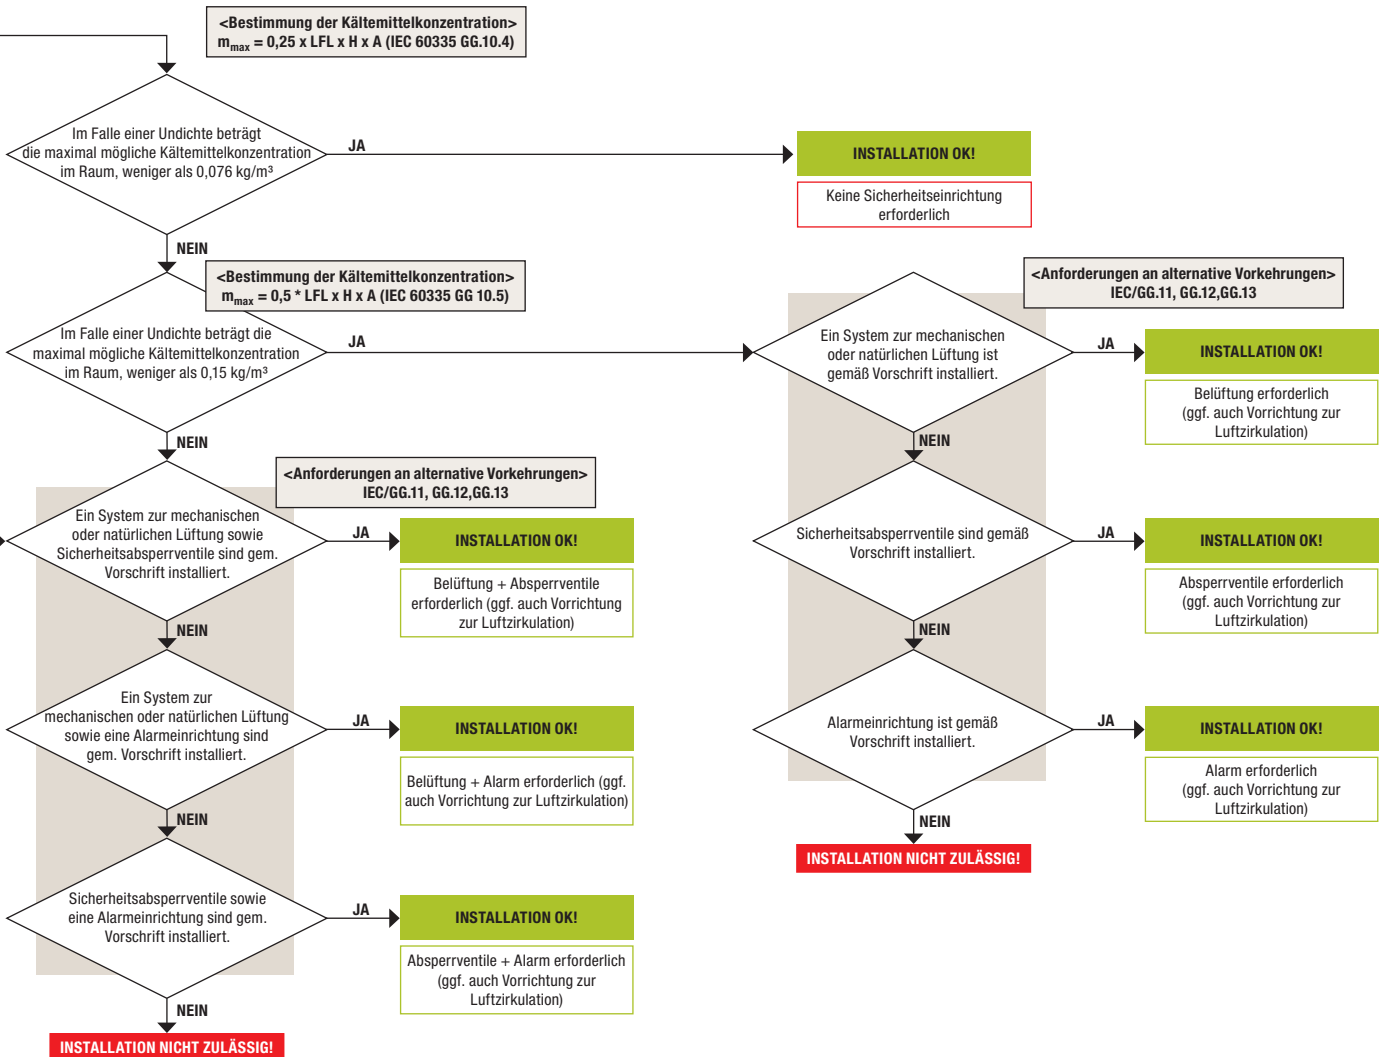 <Bestimmung der Kältemittelkonzentration>
mmax = 0,25 x LFL x H x A (IEC 60335 GG.10.4)
Im Falle einer Undichte beträgt
die maximal mögliche Kältemittelkonzentration
im Raum, weniger als 0,076 kg/m³
JA
INSTALLATION OK!
Keine Sicherheitseinrichtung
erforderlich
NEIN
<Bestimmung der Kältemittelkonzentration>
mmax = 0,5 * LFL x H x A (IEC 60335 GG 10.5)
Im Falle einer Undichte beträgt die
maximal mögliche Kältemittelkonzentration
im Raum, weniger als 0,15 kg/m³
JA
<Anforderungen an alternative Vorkehrungen>
IEC/GG.11, GG.12,GG.13
Ein System zur mechanischen
oder natürlichen Lüftung ist
gemäß Vorschrift installiert.
JA
INSTALLATION OK!
Belüftung erforderlich
(ggf. auch Vorrichtung zur
Luftzirkulation)
NEIN
Sicherheitsabsperrventile sind gemäß
Vorschrift installiert.
JA
INSTALLATION OK!
Absperrventile erforderlich
(ggf. auch Vorrichtung zur
Luftzirkulation)
NEIN
Alarmeinrichtung ist gemäß
Vorschrift installiert.
JA
INSTALLATION OK!
Alarm erforderlich
(ggf. auch Vorrichtung zur
Luftzirkulation)
NEIN
INSTALLATION NICHT ZULÄSSIG!
NEIN
<Anforderungen an alternative Vorkehrungen>
IEC/GG.11, GG.12,GG.13
Ein System zur mechanischen
oder natürlichen Lüftung sowie
Sicherheitsabsperrventile sind gem.
Vorschrift installiert.
JA
INSTALLATION OK!
Belüftung + Absperrventile
erforderlich (ggf. auch Vorrichtung
zur Luftzirkulation)
NEIN
Ein System zur
mechanischen oder natürlichen Lüftung
sowie eine Alarmeinrichtung sind
gem. Vorschrift installiert.
JA
INSTALLATION OK!
Belüftung + Alarm erforderlich (ggf.
auch Vorrichtung zur Luftzirkulation)
NEIN
Sicherheitsabsperrventile sowie
eine Alarmeinrichtung sind gem.
Vorschrift installiert.
JA
INSTALLATION OK!
Absperrventile + Alarm erforderlich
(ggf. auch Vorrichtung zur
Luftzirkulation)
NEIN
INSTALLATION NICHT ZULÄSSIG!